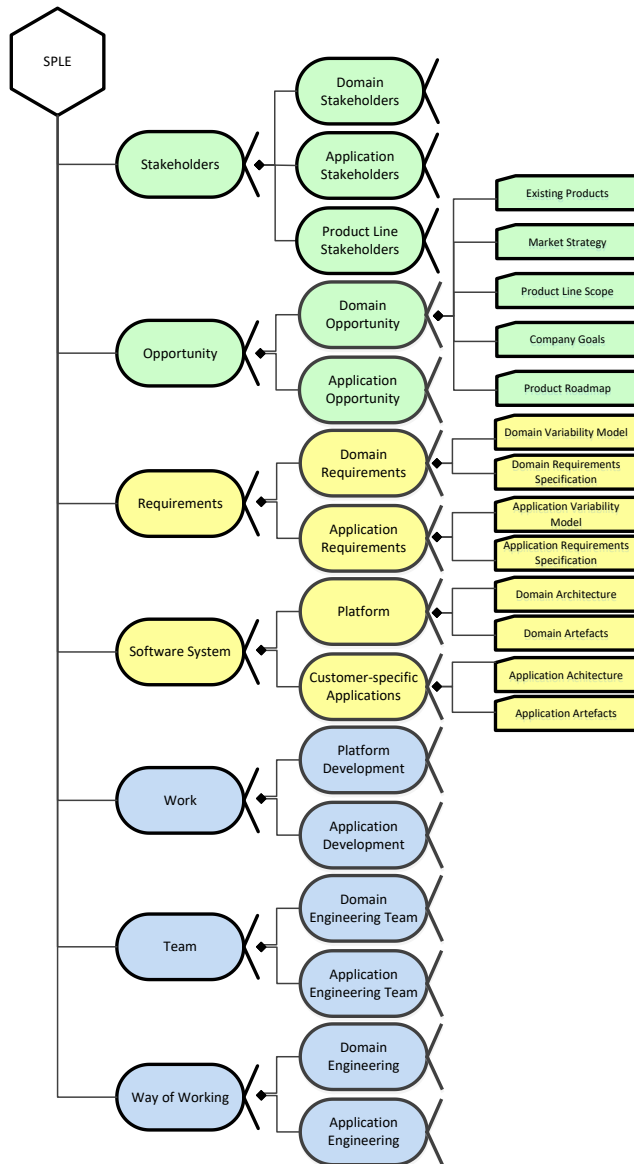 SPLE
Stakeholders
Domain
Stakeholders
Application
Stakeholders
Product Line
Stakeholders
Opportunity
Domain
Opportunity
Existing Products
Market Strategy
Product Line Scope
Company Goals
Product Roadmap
Application
Opportunity
Requirements
Domain
Requirements
Domain Variability Model
Domain Requirements
Specification
Application
Requirements
Application Variability
Model
Application Requirements
Specification
Software System
Platform
Domain Architecture
Domain Artefacts
Customer-specific
Applications
Application Achitecture
Application Artefacts
Work
Platform
Development
Application
Development
Team
Domain
Engineering Team
Application
Engineering Team
Way of Working
Domain
Engineering
Application
Engineering